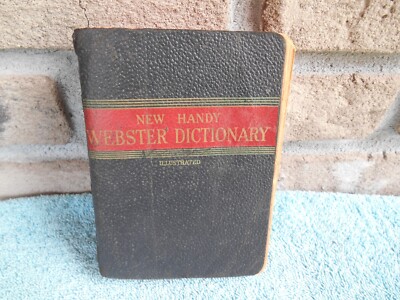 NEW HANDY
WEBSTER DICTIONARY
ILLUSTRATED